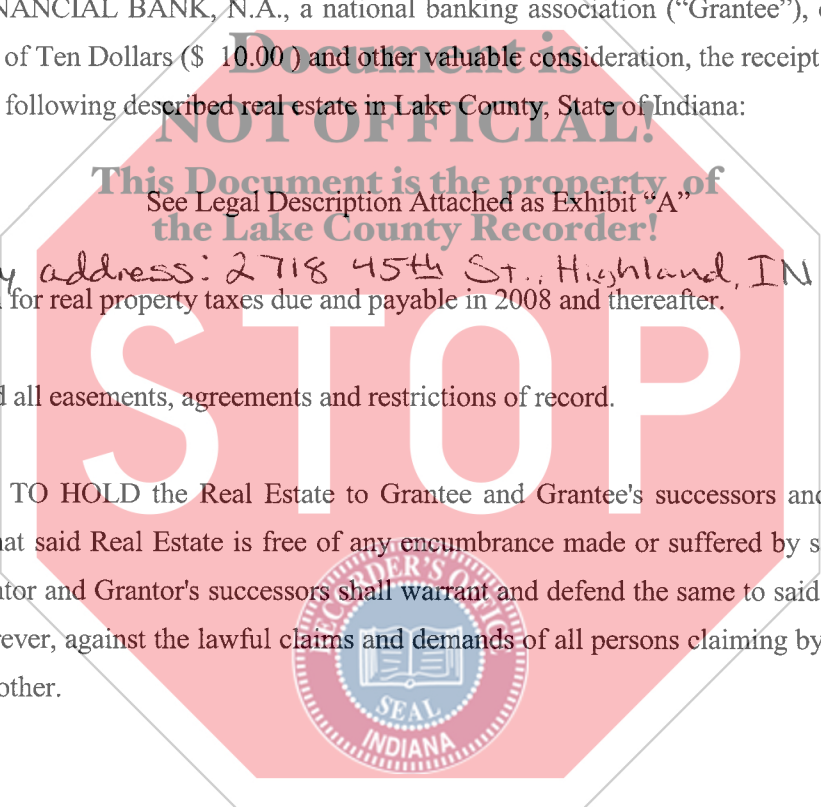 NANCIAL BANK, N.A., a national banking association ("Grantee"),
of Ten Dollars ($ 10.00 ) and other valuable consideration, the receipt
Document is
following described real estate in Lake County, State of Indiana:
NOT OFFICIAL!
This Document is the property of
See Legal Description Attached as Exhibit "A"
the Lake County Recorder!
address: 2718 45th St., Highland, IN
for real property taxes due and payable in 2008 and thereafter.
STOP
all easements, agreements and restrictions of record.
TO HOLD the Real Estate to Grantee and Grantee's successors and
that said Real Estate is free of any encumbrance made or suffered by s
ntor and Grantor's successors shall warrant and defend the same to said
rever, against the lawful claims and demands of all persons claiming by
other.
RECORDER'S OFFICE
SEAL
INDIANA